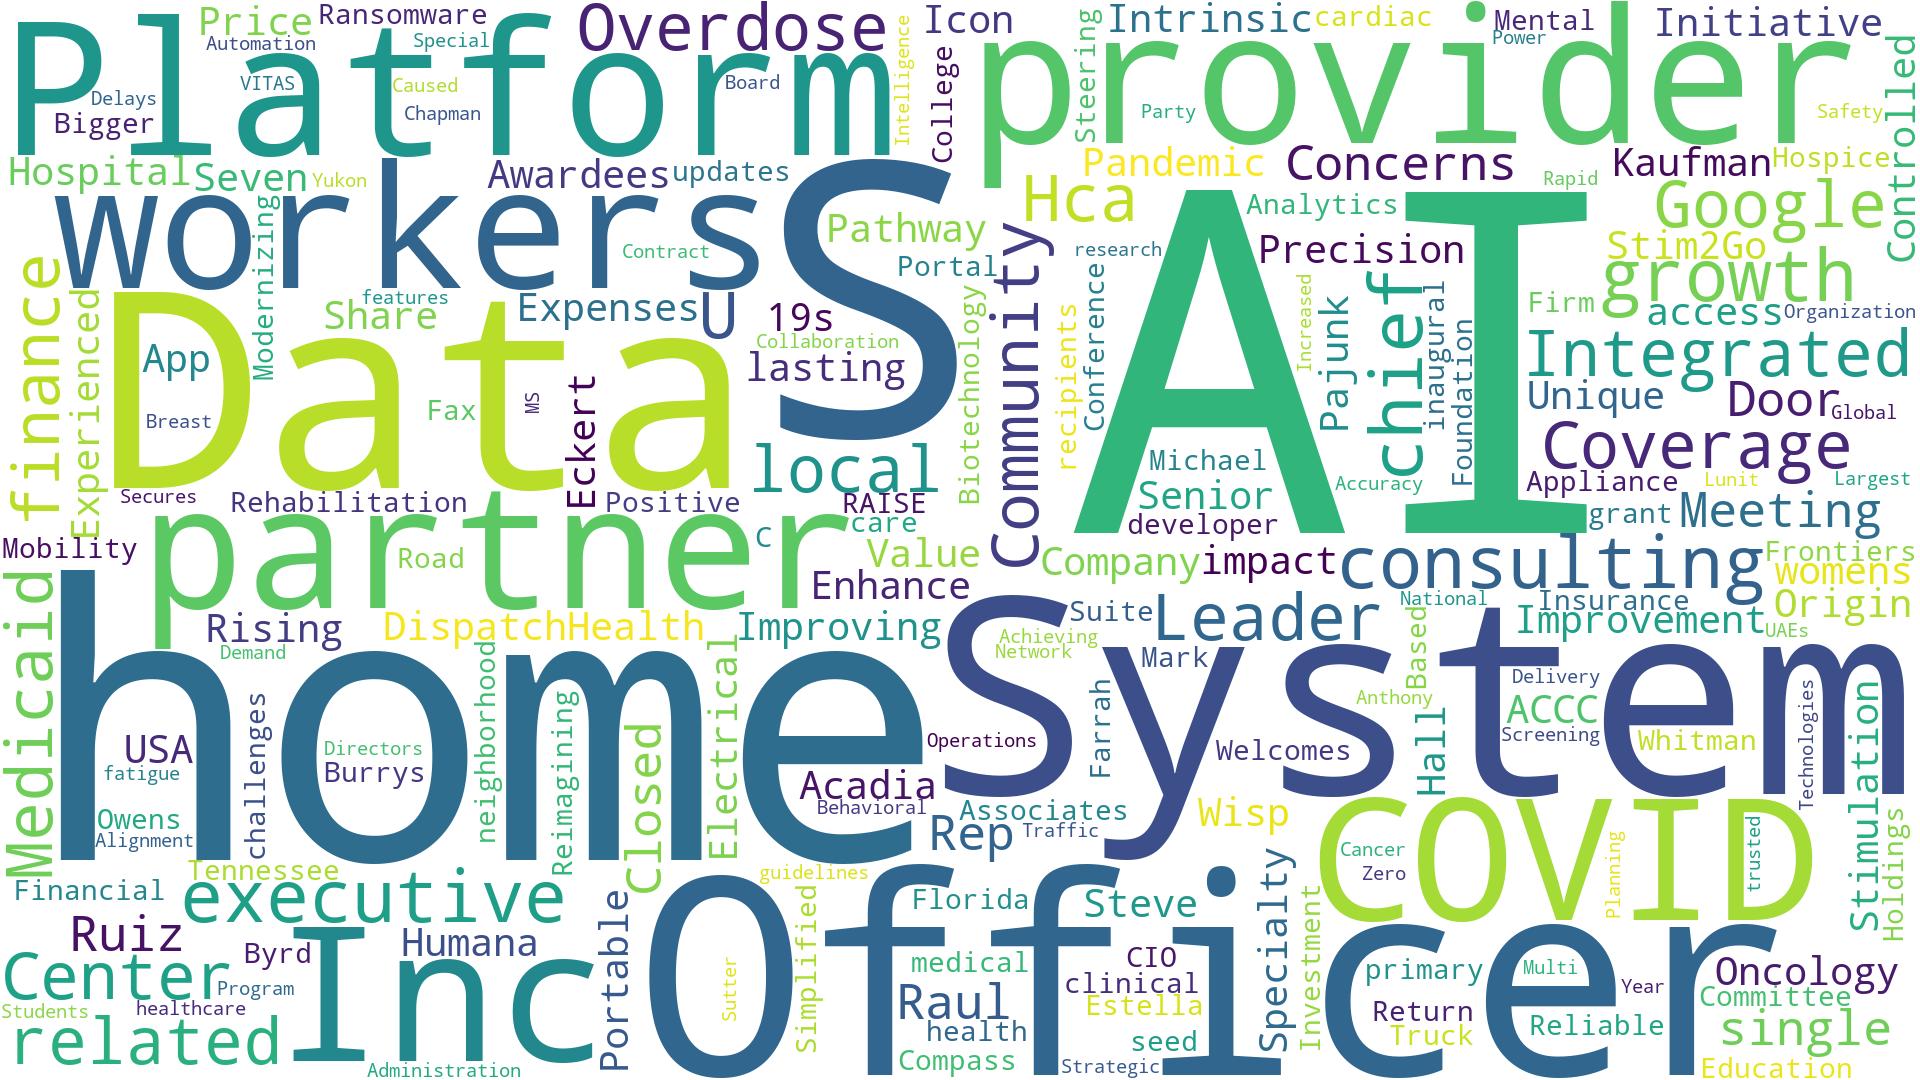 Platform
provider
Price
Ransomware
Overdose
Icon
Intrinsic
cardiac
Mental
Initiative
Automation
Special
Power
VITAS
Caused
Board
Intelligence
College
Steering
Controlled
Delays
Chapman
Party
Safety
Bigger
Hospital
Seven
Yukon
Awardees
updates
S
Pandemic
Concerns
Rapid
Kaufman
Hospice
workers
Modernizing
Contract
Pathway
Portal
Hca
AI
Analytics
Google
research
Precision
Stim2Go
growth
finance
Experienced
features
Share
Expenses
U
19s
Collaboration
lasting
Biotechnology
Community
recipients
Conference
Increased
Pajunk
chief
inaugural
Foundation
Firm
access
Organization
Integrated
Data
App
Breast
Fax
MS
Eckert
Unique
Door
Global
Coverage
local
Michael
Senior
developer
Accuracy
Appliance
Lunit
Largest
grant
Meeting
Secures
Rehabilitation
Positive
RAISE
care
C
Value
partner
Road
Mobility
Company
impact
consulting
Frontiers
womens
Origin
Enhance
Medicaid
Rising
Demand
DispatchHealth
Improving
System
Achieving
Network
Suite
Leader
Mark
National
Based
Insurance
Improvement
UAEs
home
USA
fatigue
challenges
Directors
Burrys
neighborhood
Reimagining
Closed
Electrical
Operations
Farrah
Welcomes
Anthony
Hall
Delivery
ACCC
Screening
Whitman
Technologies
Stimulation
Owens
Alignment
Acadia
Behavioral
Associates
Rep
Traffic
Wisp
COVID
Cancer
Zero
Planning
trusted
Holdings
Tennessee
Financial
executive
guidelines
Officer
Florida
Steve
Specialty
Investment
Ruiz
Byrd
Inc
Humana
Portable
Sutter
Simplified
medical
CIO
clinical
primary
Multi
Year
Oncology
Center
Program
Students
healthcare
Raul
Estella
Return
Committee
related
health
seed
Truck
Reliable
single
Administration
Compass
Strategic
Education